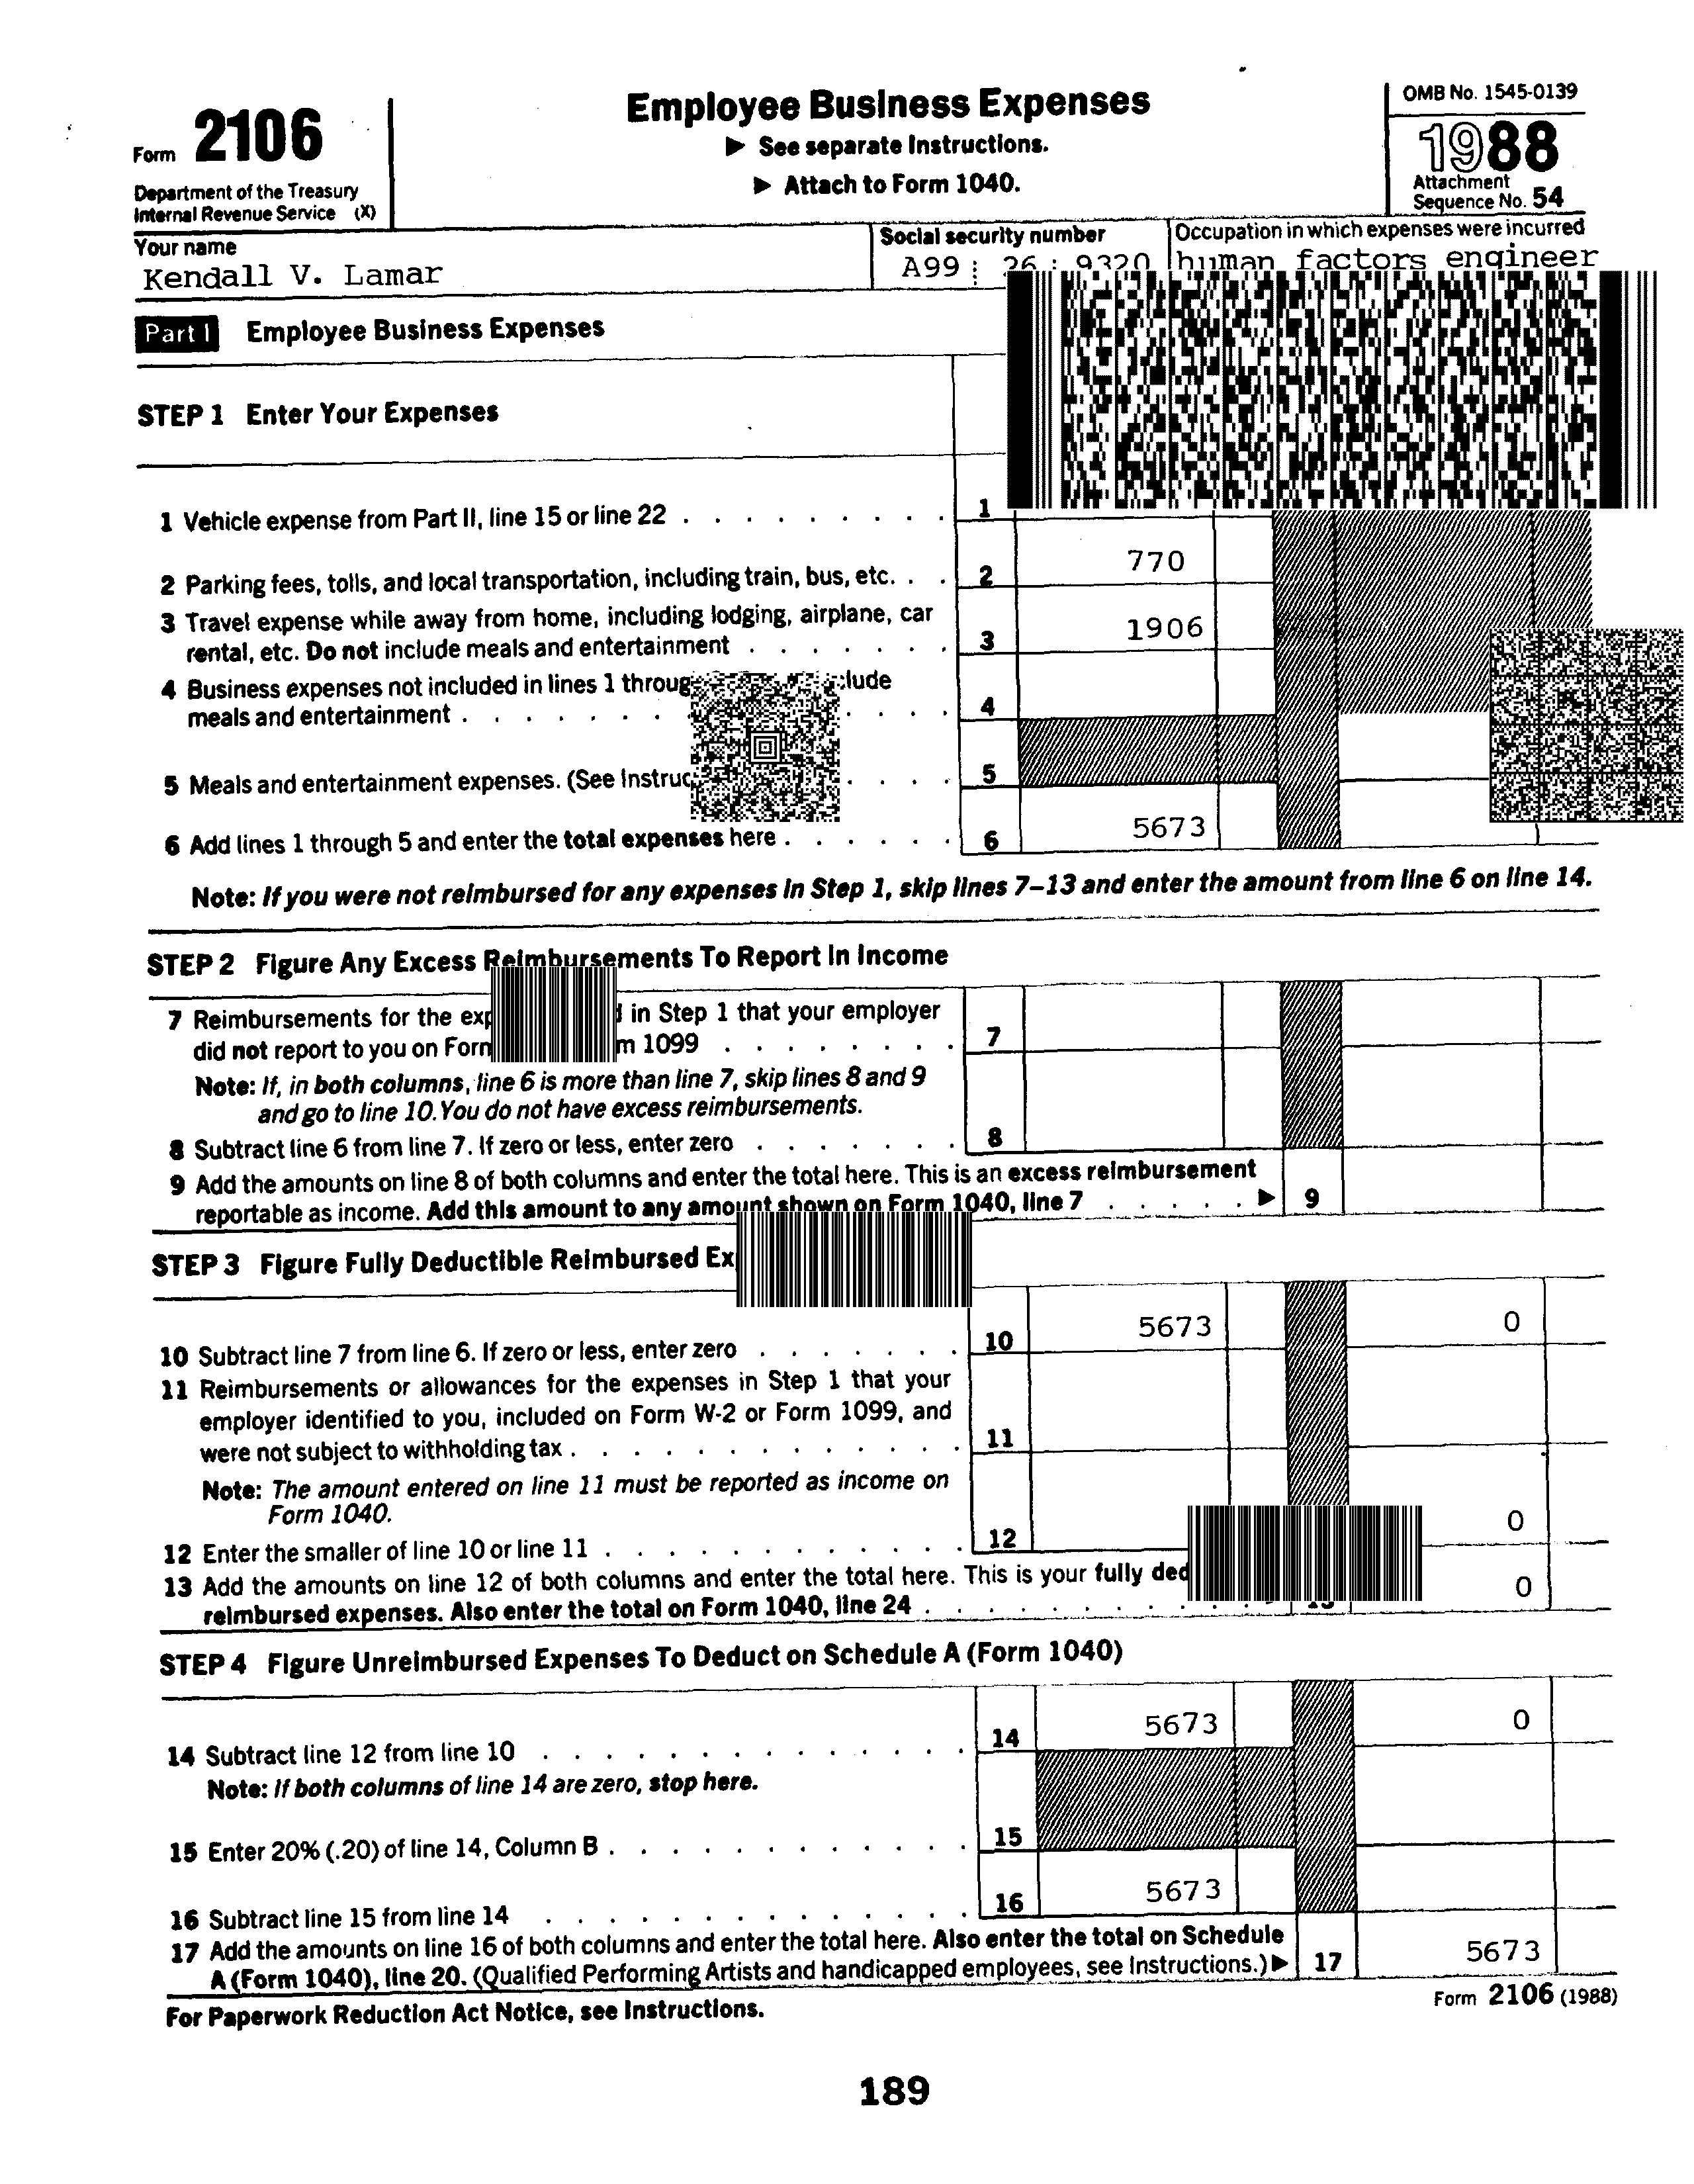 Form 2106
Department of the Treasury
Internal Revenue Service (X)
Employee Business Expenses
▶ See separate Instructions.
▶ Attach to Form 1040.
OMB No. 1545-0139
1988
Attachment
Sequence No. 54
Your name
Kendall V. Lamar
Social security number
A99 : 26 : 9320
Occupation in which expenses were incurred
human factors engineer
Part I Employee Business Expenses
STEP 1 Enter Your Expenses
1 Vehicle expense from Part II, line 15 or line 22 . . . . . . . . . 1
2 Parking fees, tolls, and local transportation, including train, bus, etc. . . 2 770
3 Travel expense while away from home, including lodging, airplane, car
rental, etc. Do not include meals and entertainment . . . . . . . 3 1906
4 Business expenses not included in lines 1
meals and entertainment . . . . . . . . . . . 4
5 Meals and entertainment expenses. (See . . . . 5
6 Add lines 1 through 5 and enter the total expenses here . . . . . . 6 5673
Note: If you were not reimbursed for any expenses in Step 1, skip lines 7–13 and enter the amount from line 6 on line 14.
STEP 2 Figure Any Excess Reimbursements To Report In Income
7 Reimbursements for the in Step 1 that your employer
did not report to you on 1099 . . . . . . . . 7
Note: If, in both columns, line 6 is more than line 7, skip lines 8 and 9
and go to line 10. You do not have excess reimbursements.
8 Subtract line 6 from line 7. If zero or less, enter zero . . . . . . . 8
9 Add the amounts on line 8 of both columns and enter the total here. This is an excess reimbursement
reportable as income. Add this amount to any amount shown on Form 1040, line 7 . . . . . ▶ 9
STEP 3 Figure Fully Deductible Reimbursed
10 Subtract line 7 from line 6. If zero or less, enter zero . . . . . . . 10 5673 0
11 Reimbursements or allowances for the expenses in Step 1 that your
employer identified to you, included on Form W-2 or Form 1099, and
were not subject to withholding tax . . . . . . . . . . . . . 11
Note: The amount entered on line 11 must be reported as income on
Form 1040.
12 Enter the smaller of line 10 or line 11 . . . . . . . . . . . . 12 0
13 Add the amounts on line 12 of both columns and enter the total here. This is your fully
reimbursed expenses. Also enter the total on Form 1040, line 24 . . . . . . . . . . 0
STEP 4 Figure Unreimbursed Expenses To Deduct on Schedule A (Form 1040)
14 Subtract line 12 from line 10 . . . . . . . . . . . . . . 14 5673 0
Note: If both columns of line 14 are zero, stop here.
15 Enter 20% (.20) of line 14, Column B . . . . . . . . . . . . 15
16 Subtract line 15 from line 14 . . . . . . . . . . . . . . 16 5673
17 Add the amounts on line 16 of both columns and enter the total here. Also enter the total on Schedule
A (Form 1040), line 20. (Qualified Performing Artists and handicapped employees, see Instructions.) ▶ 17 5673
For Paperwork Reduction Act Notice, see Instructions.
Form 2106 (1988)
189